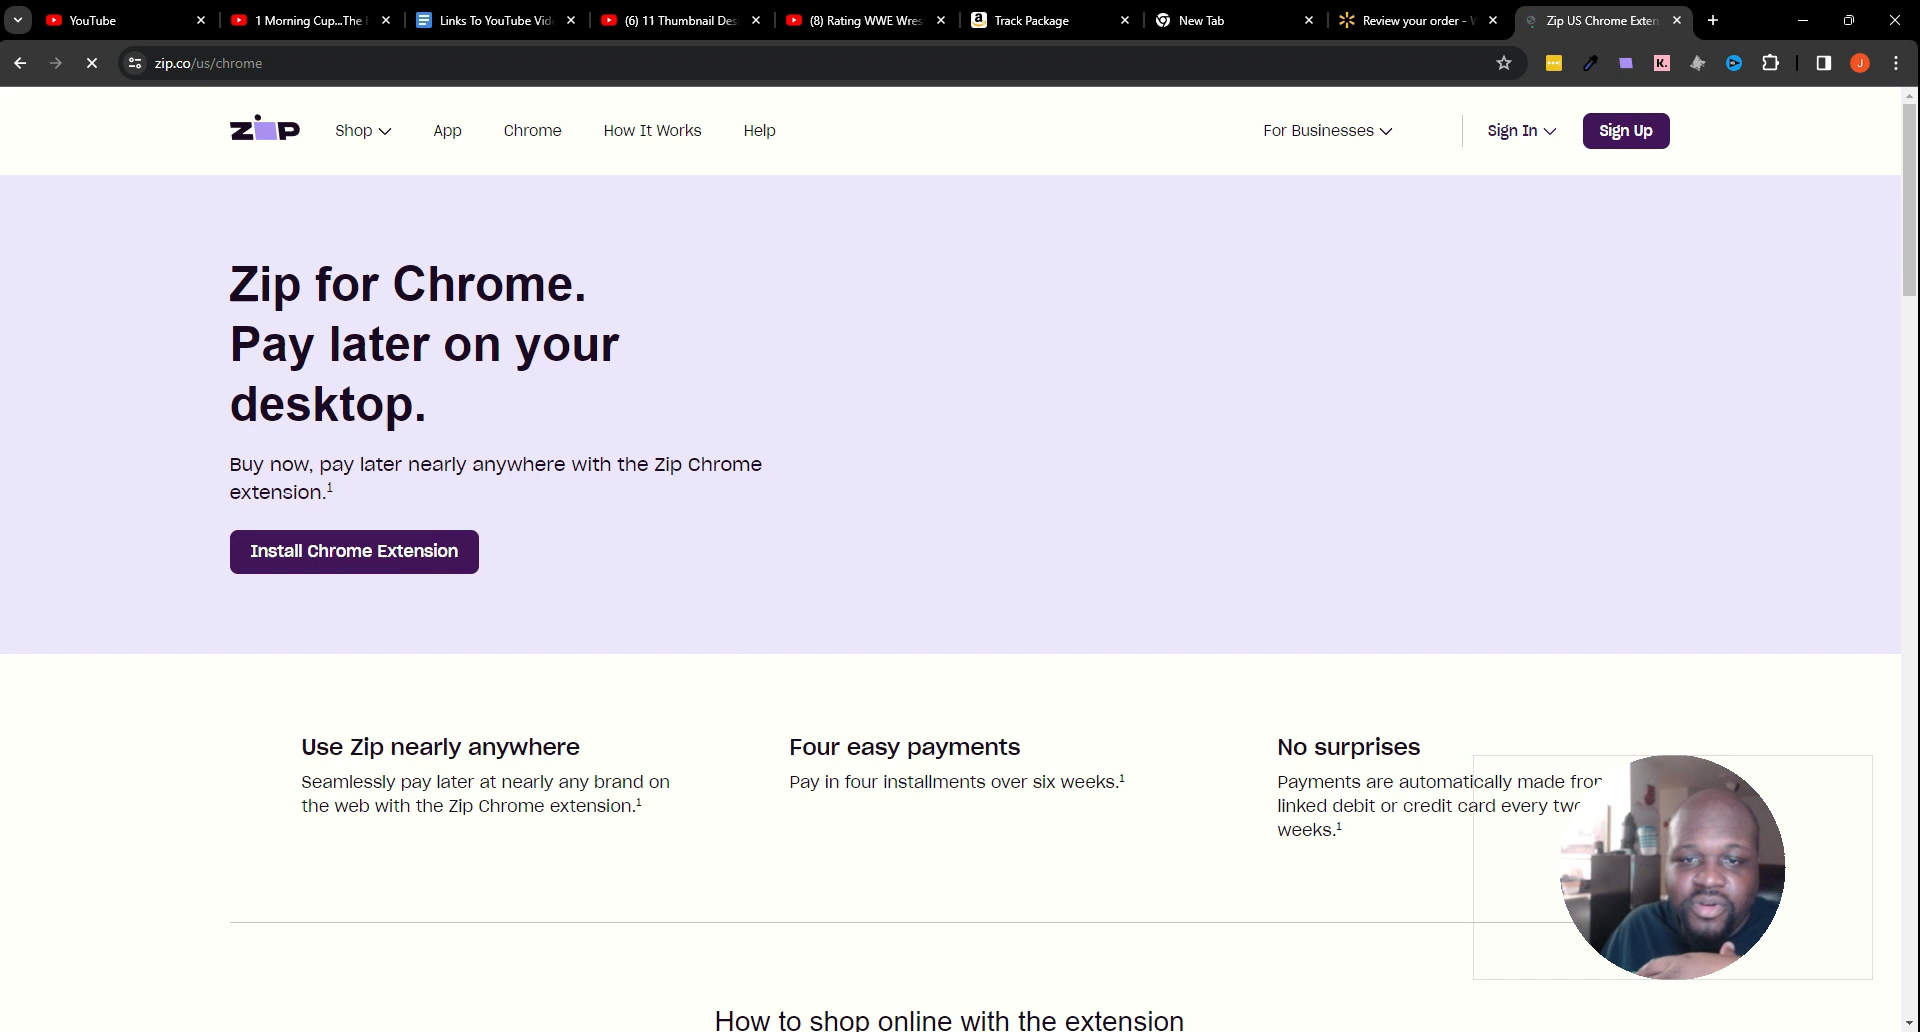 YouTube
1 Morning Cup...The
Links To YouTube Vid
(6) 11 Thumbnail Des
(8) Rating WWE Wres
Track Package
New Tab
Review your order -
Zip US Chrome Exten
zip.co/us/chrome
K.
J
zip
Shop
App
Chrome
How It Works
Help
For Businesses
Sign In
Sign Up
Zip for Chrome.
Pay later on your
desktop.
Buy now, pay later nearly anywhere with the Zip Chrome
extension.1
Install Chrome Extension
Use Zip nearly anywhere
Seamlessly pay later at nearly any brand on
the web with the Zip Chrome extension.1
Four easy payments
Pay in four installments over six weeks.1
No surprises
Payments are automatically made from
linked debit or credit card every two
weeks.1
How to shop online with the extension